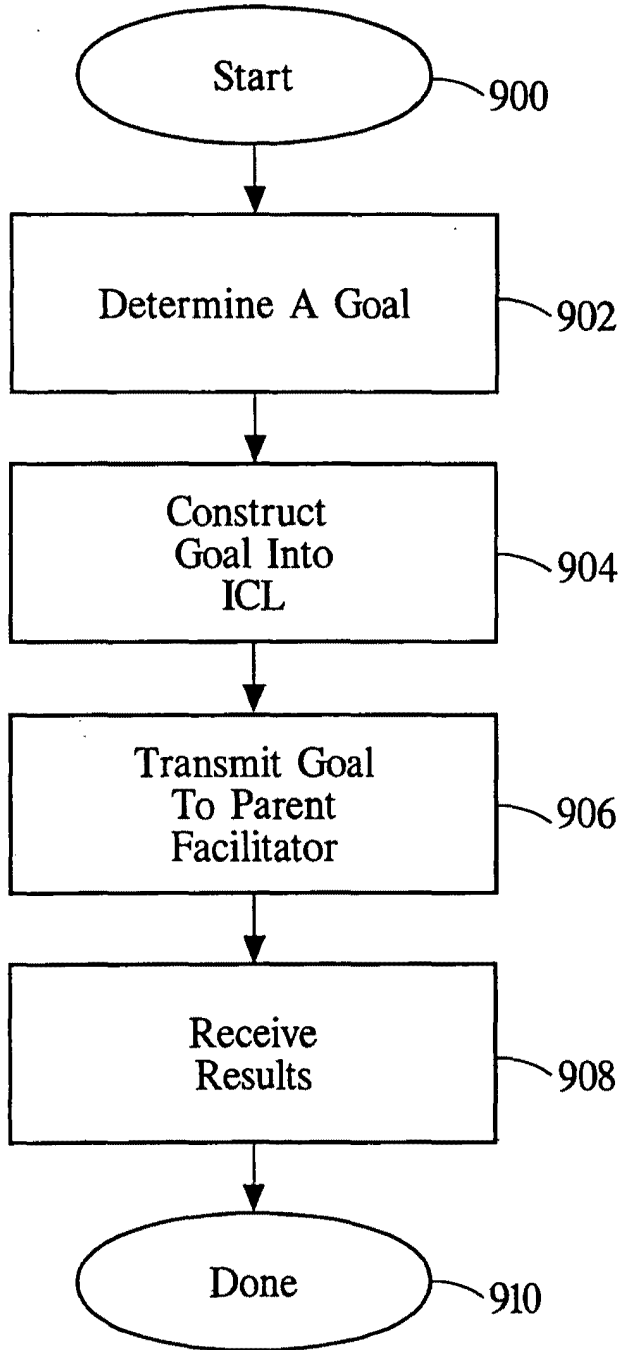 Start
900
Determine A Goal
902
Construct
Goal Into
ICL
904
Transmit Goal
To Parent
Facilitator
906
Receive
Results
908
Done
910